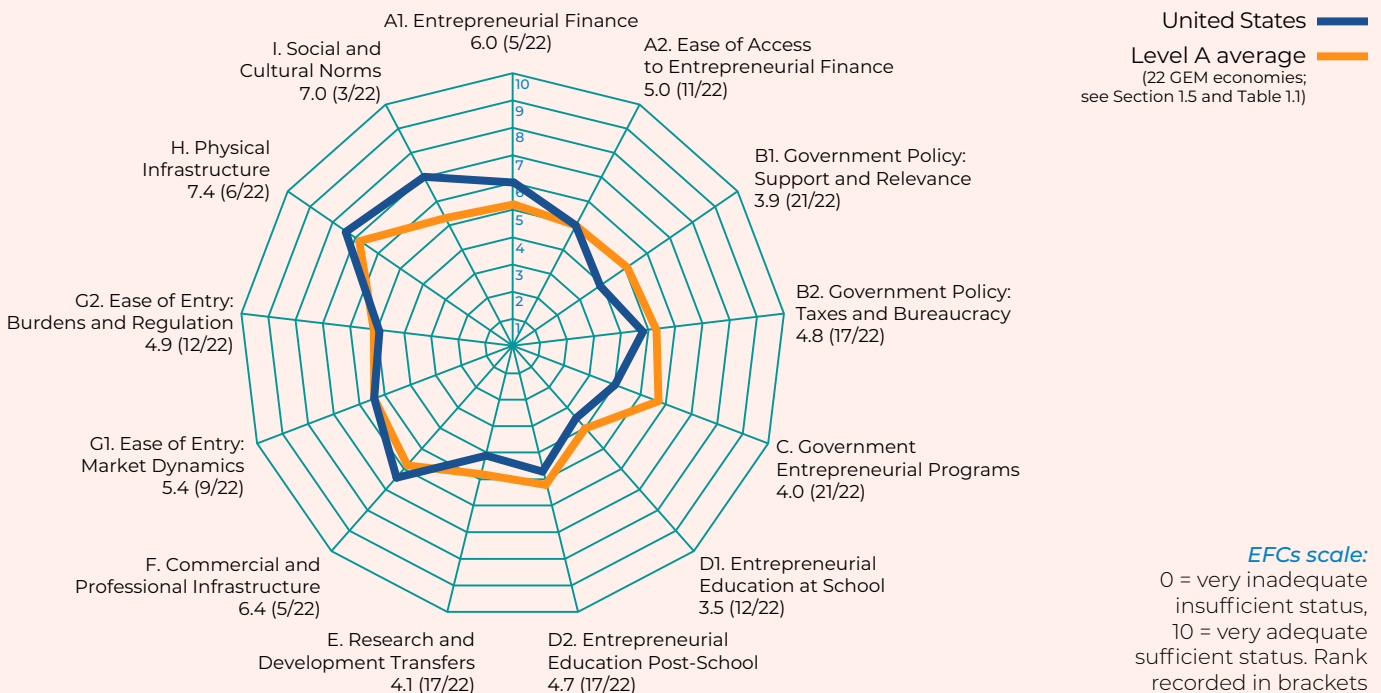 A1. Entrepreneurial Finance
6.0 (5/22)
A2. Ease of Access
to Entrepreneurial Finance
5.0 (11/22)
B1. Government Policy:
Support and Relevance
3.9 (21/22)
B2. Government Policy:
Taxes and Bureaucracy
4.8 (17/22)
C. Government
Entrepreneurial Programs
4.0 (21/22)
D1. Entrepreneurial
Education at School
3.5 (12/22)
D2. Entrepreneurial
Education Post-School
4.7 (17/22)
E. Research and
Development Transfers
4.1 (17/22)
F. Commercial and
Professional Infrastructure
6.4 (5/22)
G1. Ease of Entry:
Market Dynamics
5.4 (9/22)
G2. Ease of Entry:
Burdens and Regulation
4.9 (12/22)
H. Physical
Infrastructure
7.4 (6/22)
I. Social and
Cultural Norms
7.0 (3/22)
10
9
8
7
6
5
4
3
2
1
United States
Level A average
(22 GEM economies;
see Section 1.5 and Table 1.1)
EFCs scale:
0 = very inadequate
insufficient status,
10 = very adequate
sufficient status. Rank
recorded in brackets